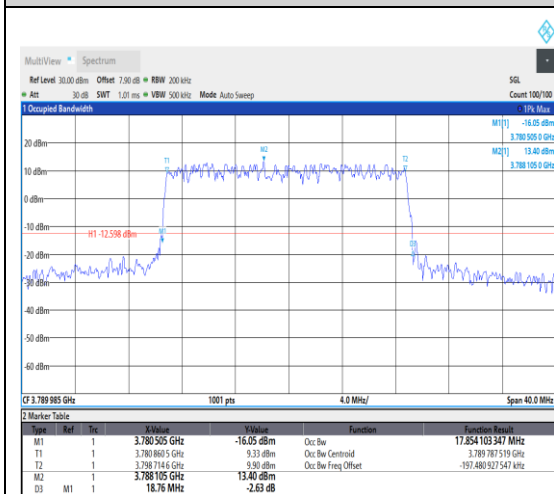 MultiView Spectrum
Ref Level 30.00 dBm Offset 7.90 dB RBW 200 kHz SGL
Att 30 dB SWT 1.01 ms VBW 500 kHz Mode Auto Sweep Count 100/100
1 Occupied Bandwidth 1Pk Max
M1[1] -16.05 dBm
3.780 505 0 GHz
M2[1] 13.40 dBm
3.788 105 0 GHz
20 dBm
M2
T1 T2
10 dBm
0 dBm
-10 dBm
H1 -12.598 dBm M1
D3
-20 dBm
-30 dBm
-40 dBm
-50 dBm
-60 dBm
CF 3.789 985 GHz 1001 pts 4.0 MHz/ Span 40.0 MHz
2 Marker Table
Type Ref Trc X-Value Y-Value Function Function Result
M1 1 3.780 505 GHz -16.05 dBm Occ Bw 17.854 103 347 MHz
T1 1 3.780 860 5 GHz 9.33 dBm Occ Bw Centroid 3.789 787 519 GHz
T2 1 3.798 714 6 GHz 9.90 dBm Occ Bw Freq Offset -197.480 927 547 kHz
M2 1 3.788 105 GHz 13.40 dBm
D3 M1 1 18.76 MHz -2.63 dB